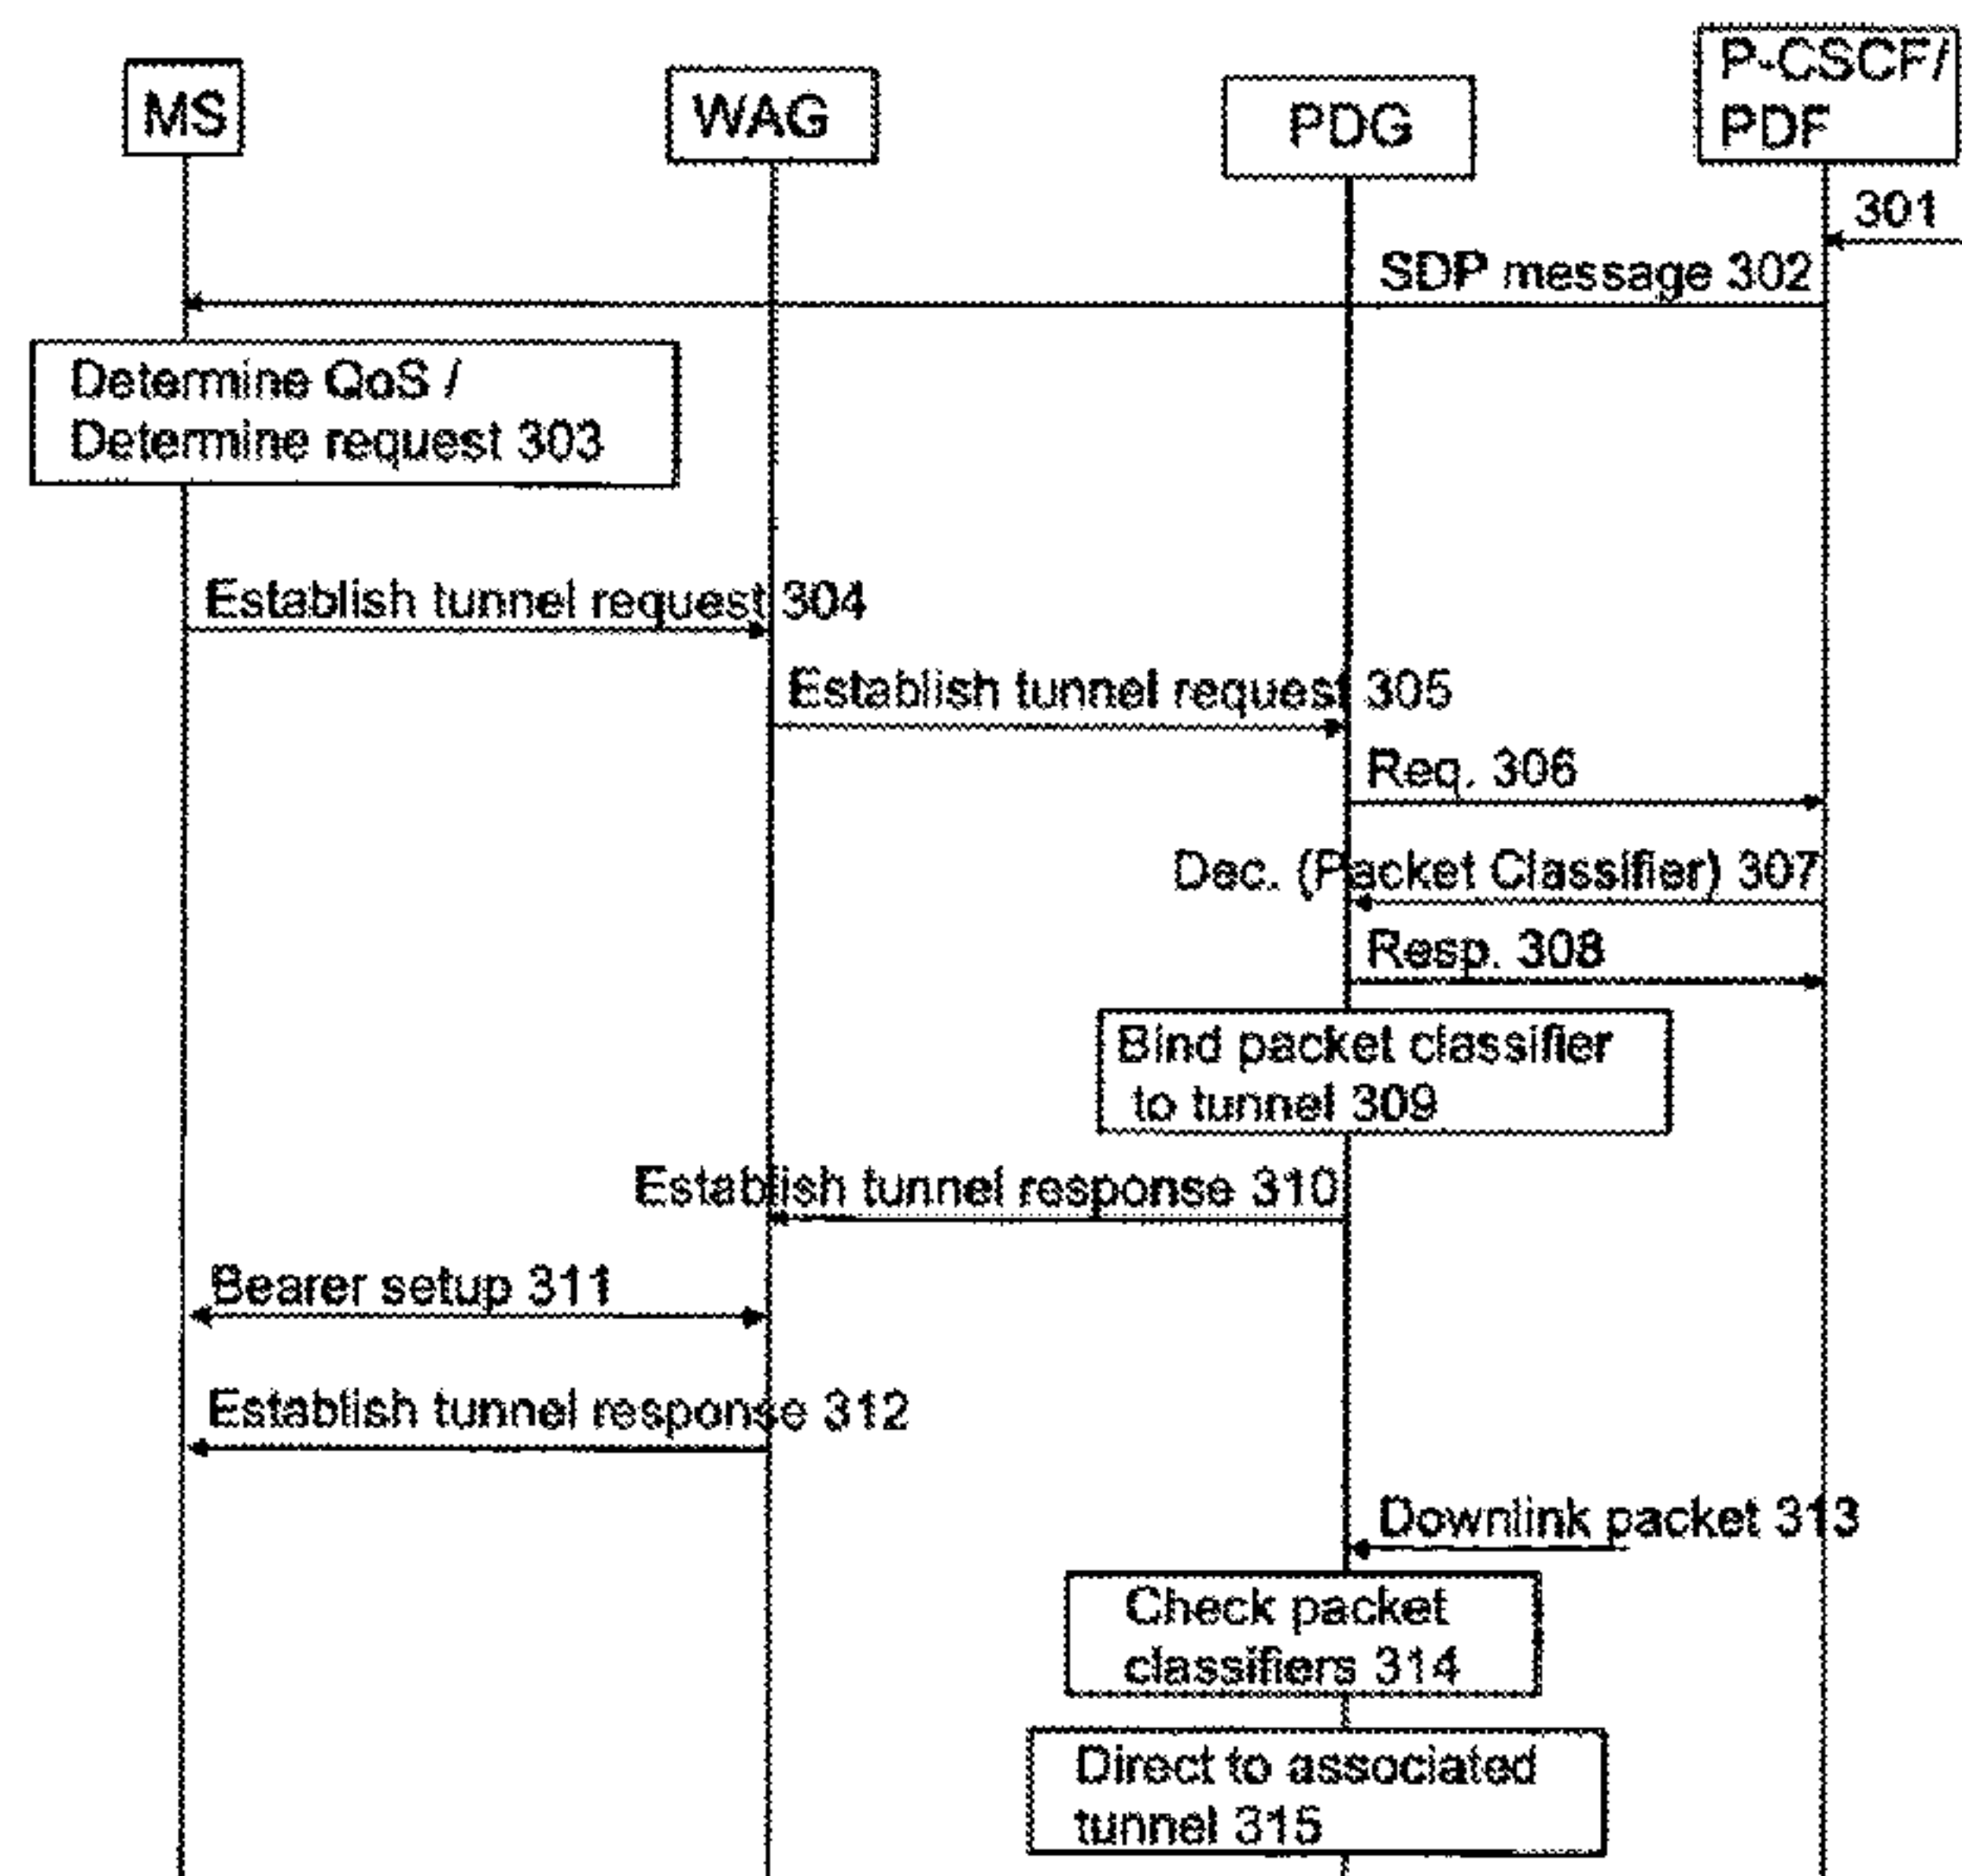 MS
WAG
PDG
P-CSCF/
PDF
301
SDP message 302
Determine QoS /
Determine request 303
Establish tunnel request 304
Establish tunnel request 305
Req. 306
Dec. (Packet Classifier) 307
Resp. 308
Bind packet classifier
to tunnel 309
Establish tunnel response 310
Bearer setup 311
Establish tunnel response 312
Downlink packet 313
Check packet
classifiers 314
Direct to associated
tunnel 315